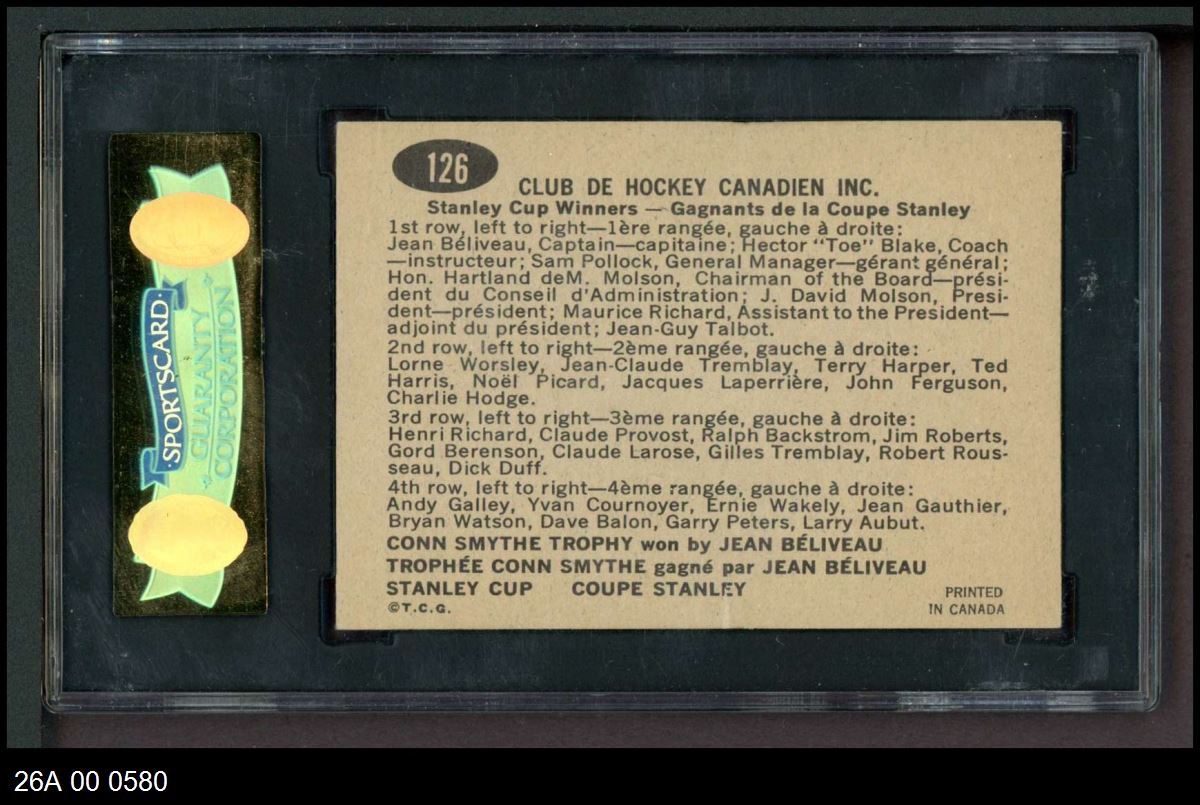 SPORTSCARD
GUARANTY
CORPORATION
126
CLUB DE HOCKEY CANADIEN INC.
Stanley Cup Winners — Gagnants de la Coupe Stanley
1st row, left to right—1ère rangée, gauche à droite:
Jean Béliveau, Captain—capitaine; Hector "Toe" Blake, Coach
—instructeur; Sam Pollock, General Manager—gérant général;
Hon. Hartland deM. Molson, Chairman of the Board—prési-
dent du Conseil d'Administration; J. David Molson, Presi-
dent—président; Maurice Richard, Assistant to the President—
adjoint du président; Jean-Guy Talbot.
2nd row, left to right—2ème rangée, gauche à droite:
Lorne Worsley, Jean-Claude Tremblay, Terry Harper, Ted
Harris, Noël Picard, Jacques Laperrière, John Ferguson,
Charlie Hodge.
3rd row, left to right—3ème rangée, gauche à droite:
Henri Richard, Claude Provost, Ralph Backstrom, Jim Roberts,
Gord Berenson, Claude Larose, Gilles Tremblay, Robert Rous-
seau, Dick Duff.
4th row, left to right—4ème rangée, gauche à droite:
Andy Galley, Yvan Cournoyer, Ernie Wakely, Jean Gauthier,
Bryan Watson, Dave Balon, Garry Peters, Larry Aubut.
CONN SMYTHE TROPHY won by JEAN BÉLIVEAU
TROPHÉE CONN SMYTHE gagné par JEAN BÉLIVEAU
STANLEY CUP COUPE STANLEY
©T.C.G.
PRINTED
IN CANADA
26A 00 0580